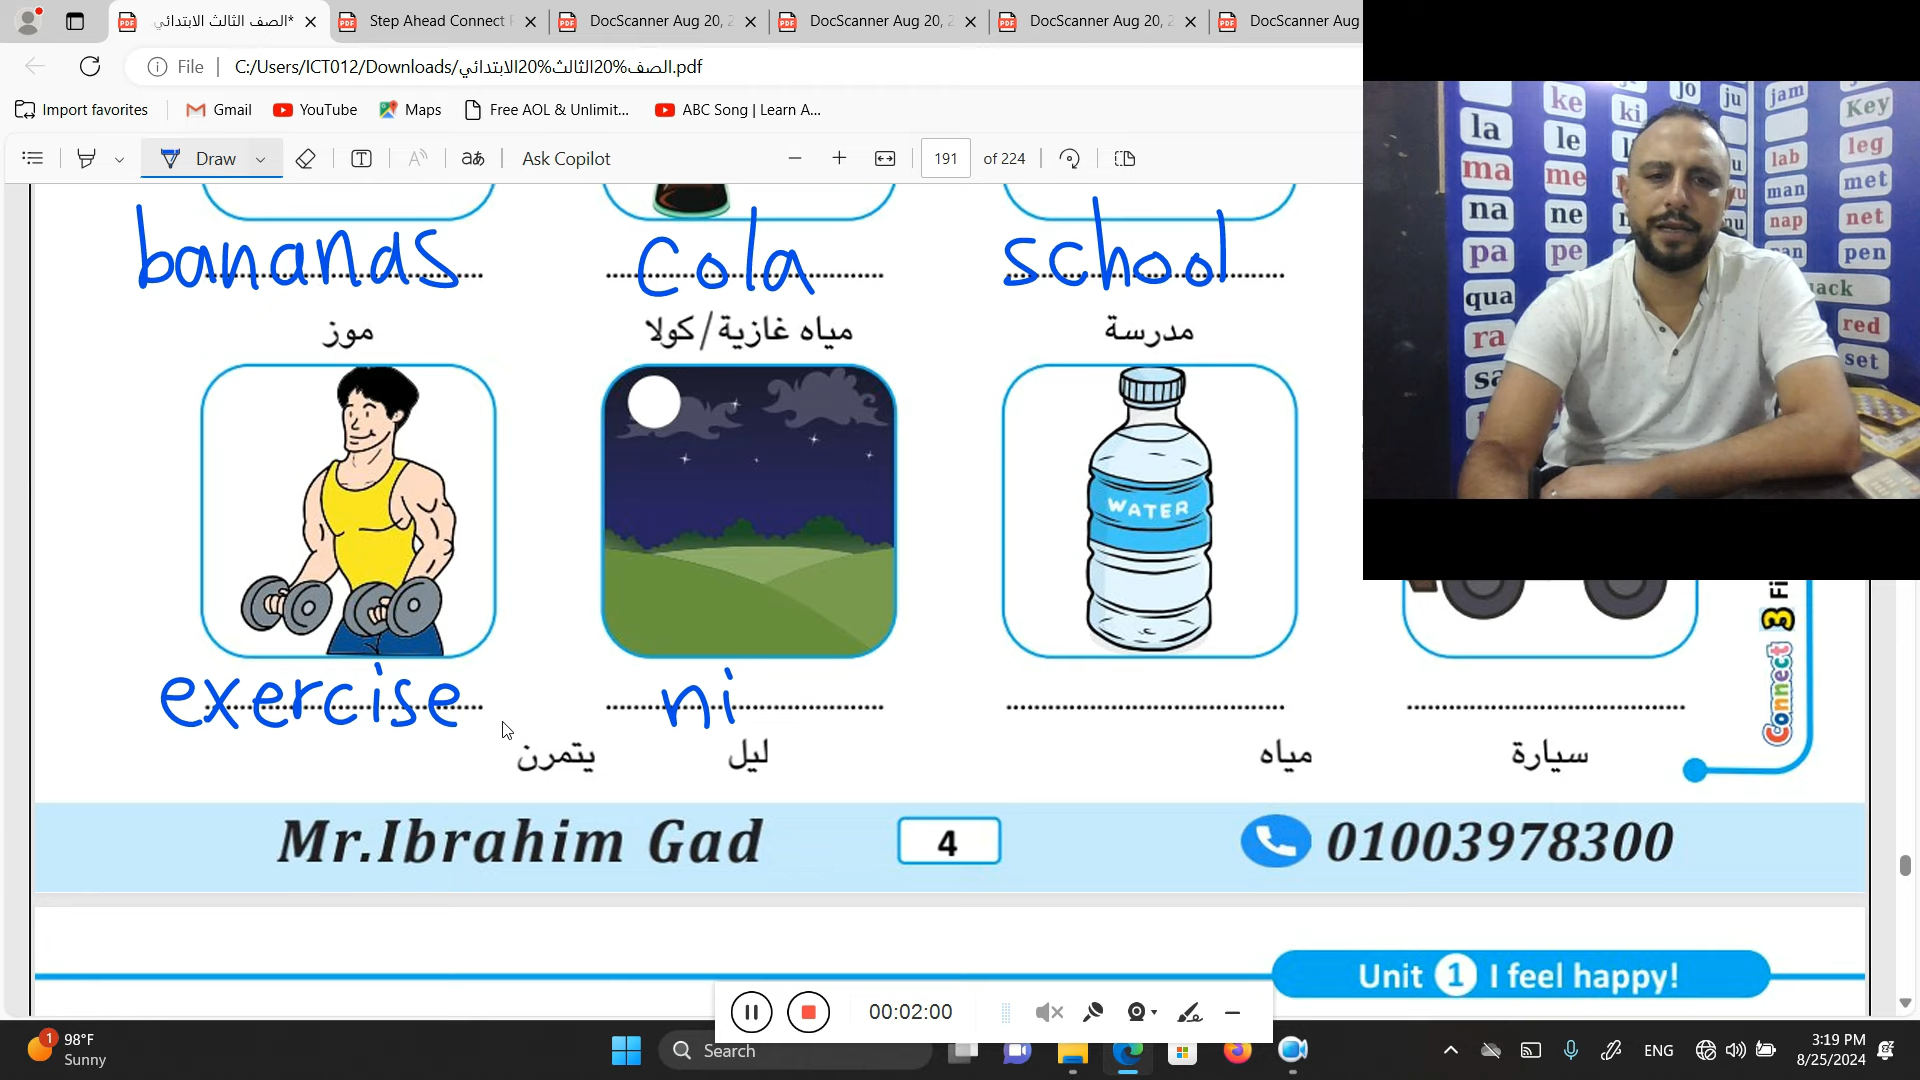 *الصف الثالث الابتدائي
Step Ahead Connect
DocScanner Aug 20, 2
DocScanner Aug 20, 2
DocScanner Aug 20, 2
DocScanner Aug
File
C:/Users/ICT012/Downloads/الصف%20الثالث%20الابتدائي.pdf
Import favorites
Gmail
YouTube
Maps
Free AOL & Unlimit...
ABC Song | Learn A...
Draw
Ask Copilot
191 of 224
bananas
cola
school
موز
مياه غازية/كولا
مدرسة
WATER
exercise
ni
يتمرن
ليل
مياه
سيارة
Connect 3 Fi
Mr.Ibrahim Gad
4
01003978300
Unit 1 I feel happy!
00:02:00
1
98°F
Sunny
Search
ENG
3:19 PM
8/25/2024
ke
ki
jo
ju
jam
Key
la
le
lab
leg
ma
me
man
met
na
ne
nap
net
pa
pe
pen
qua
ra
red
set